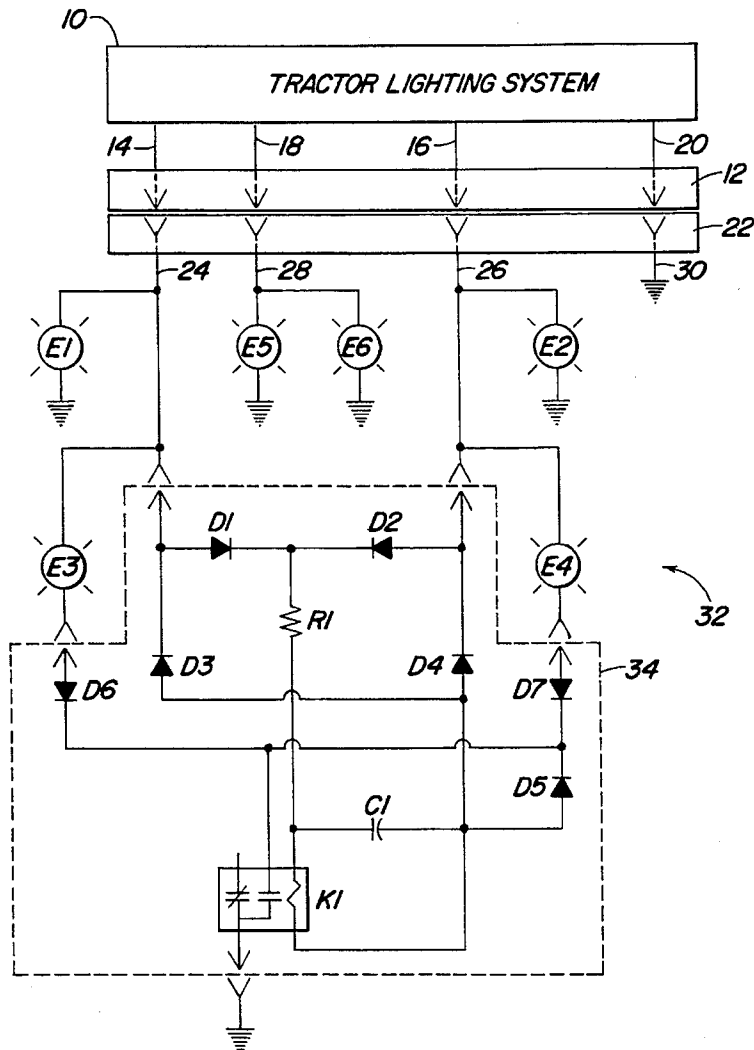 10
TRACTOR LIGHTING SYSTEM
14
18
16
20
12
22
24
28
26
30
E1
E5
E6
E2
D1
D2
E3
E4
R1
32
D3
D4
34
D6
D7
D5
C1
K1